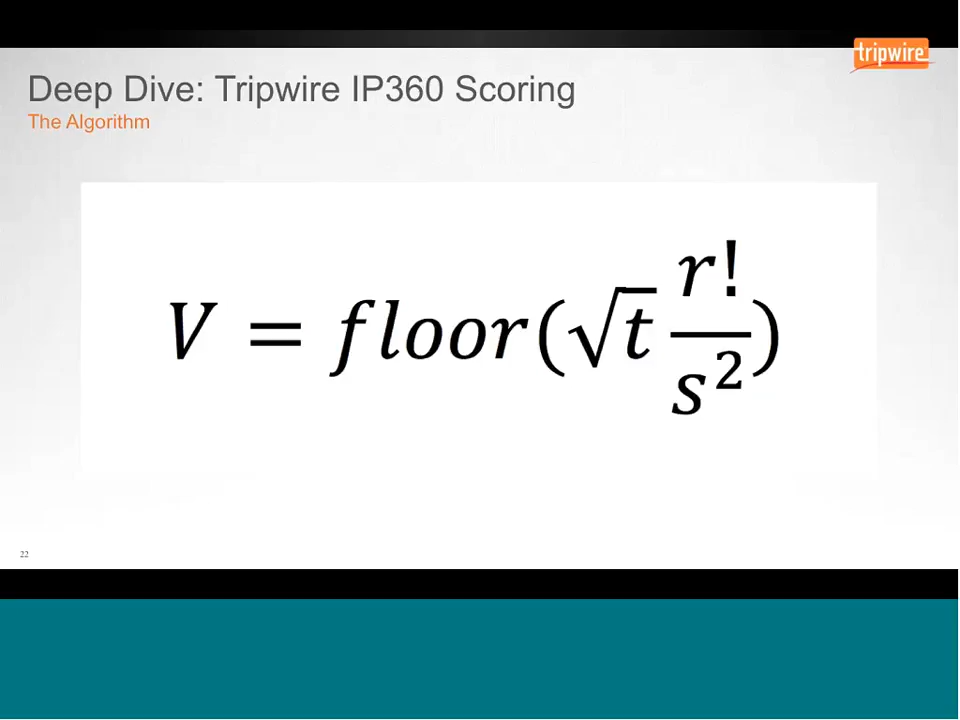 tripwire
Deep Dive: Tripwire IP360 Scoring
The Algorithm
V = floor(√t r!/s²)
22